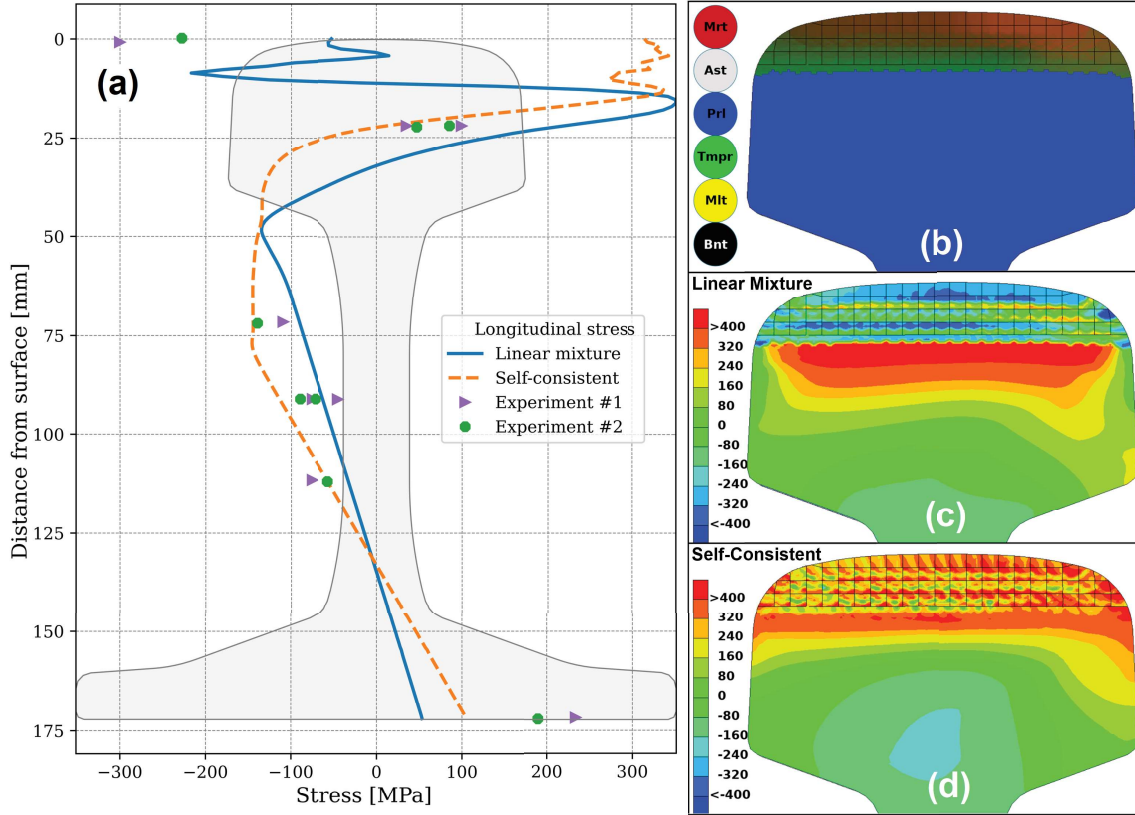 (a)
0
25
50
75
100
125
150
175
Distance from surface [mm]
−300
−200
−100
0
100
200
300
Stress [MPa]
Longitudinal stress
Linear mixture
Self-consistent
Experiment #1
Experiment #2
Mrt
Ast
Prl
Tmpr
Mlt
Bnt
(b)
Linear Mixture
>400
320
240
160
80
0
-80
-160
-240
-320
<-400
(c)
Self-Consistent
>400
320
240
160
80
0
-80
-160
-240
-320
<-400
(d)